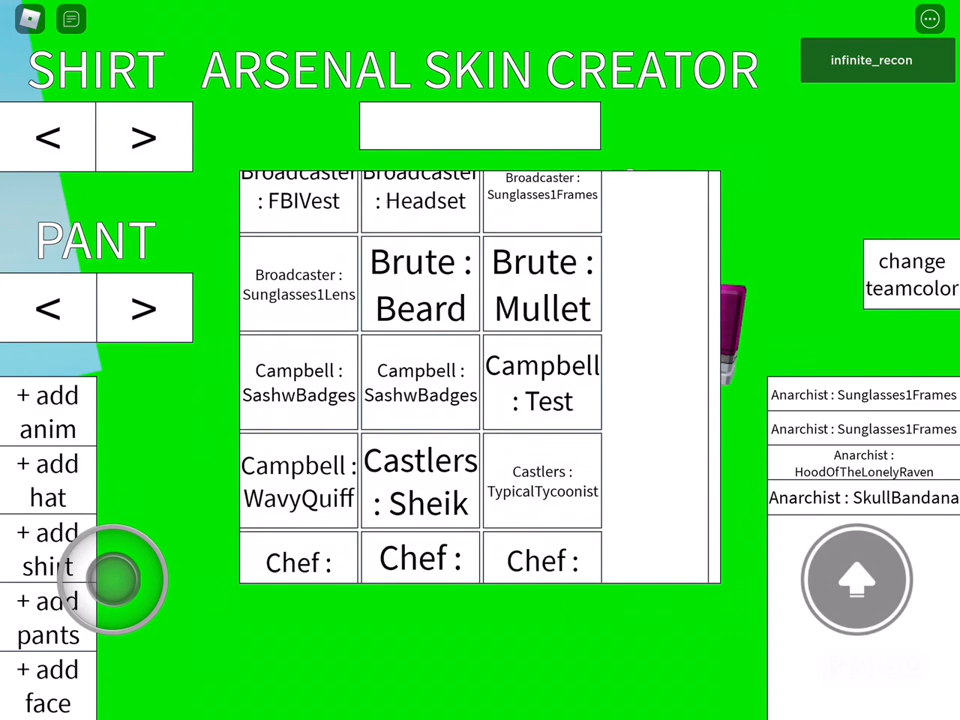 SHIRT
ARSENAL SKIN CREATOR
infinite_recon
< >
PANT
< >
+ add
anim
+ add
hat
+ add
shirt
+ add
pants
+ add
face
Broadcaster
: FBIVest
Broadcaster
: Headset
Broadcaster :
Sunglasses1Frames
Broadcaster :
Sunglasses1Lens
Brute :
Beard
Brute :
Mullet
Campbell :
SashwBadges
Campbell :
SashwBadges
Campbell
: Test
Campbell :
WavyQuiff
Castlers
: Sheik
Castlers :
TypicalTycoonist
Chef :
Chef :
Chef :
change
teamcolor
Anarchist : Sunglasses1Frames
Anarchist : Sunglasses1Frames
Anarchist :
HoodOfTheLonelyRaven
Anarchist : SkullBandana